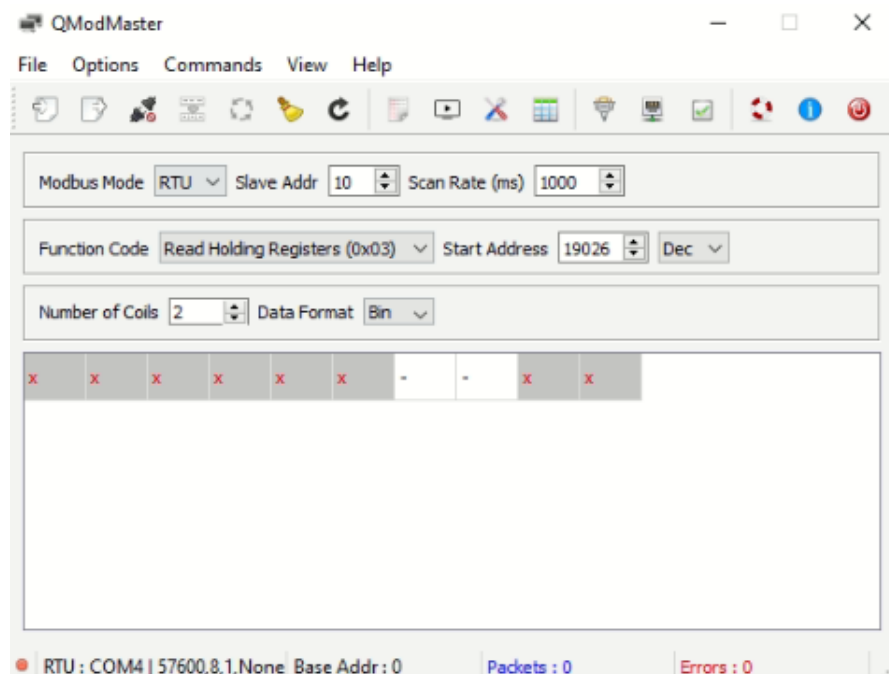 QModMaster
File Options Commands View Help
Modbus Mode RTU Slave Addr 10 Scan Rate (ms) 1000
Function Code Read Holding Registers (0x03) Start Address 19026 Dec
Number of Coils 2 Data Format Bin
x x x x x x - - x x
RTU : COM4 | 57600,8,1,None Base Addr : 0 Packets : 0 Errors : 0